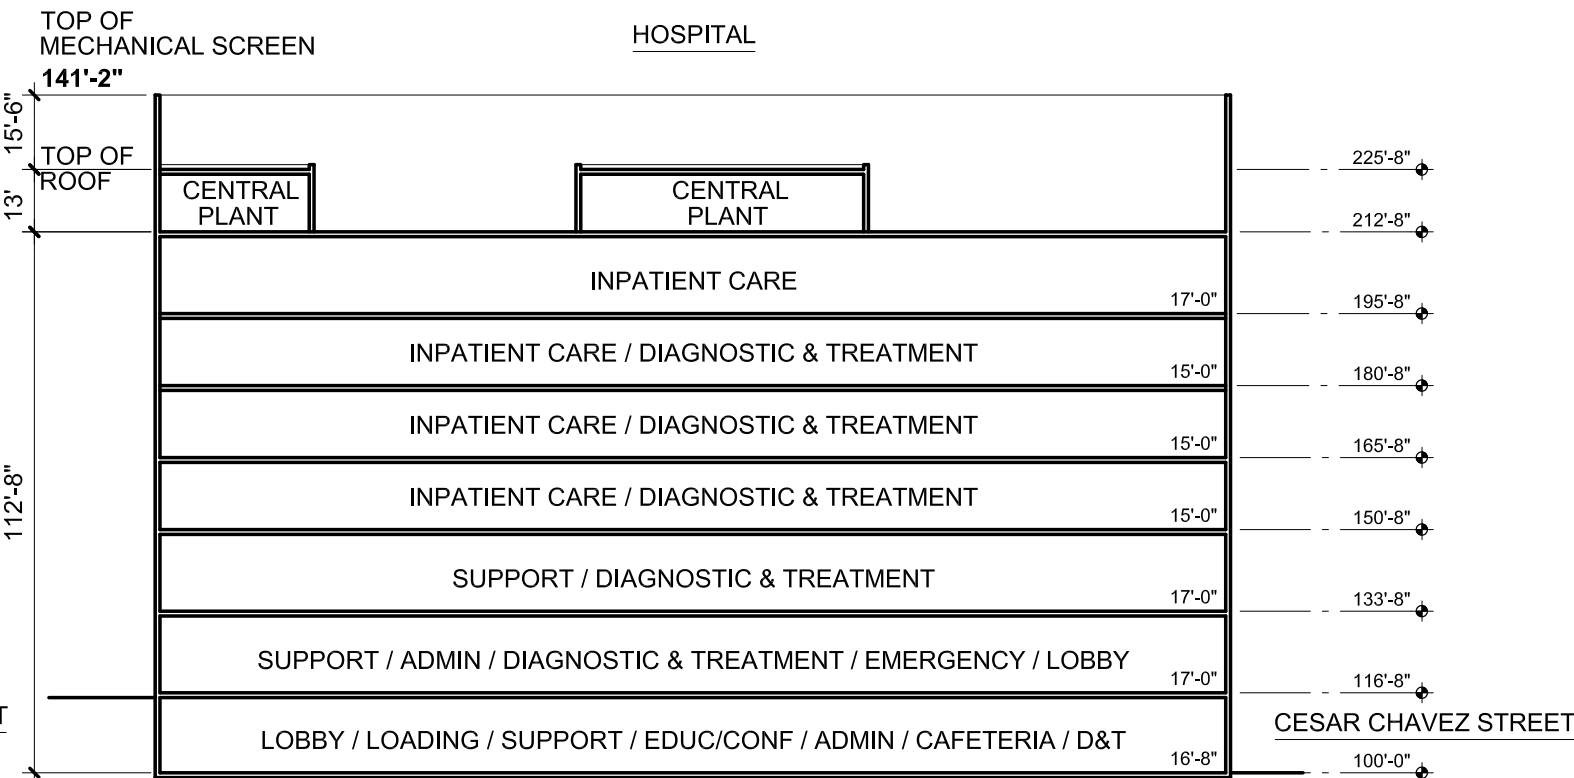 TOP OF
MECHANICAL SCREEN
141'-2"
HOSPITAL
15'-6"
TOP OF
ROOF
13'
CENTRAL
PLANT
CENTRAL
PLANT
225'-8"
212'-8"
INPATIENT CARE
17'-0"
195'-8"
INPATIENT CARE / DIAGNOSTIC & TREATMENT
15'-0"
180'-8"
INPATIENT CARE / DIAGNOSTIC & TREATMENT
15'-0"
165'-8"
112'-8"
INPATIENT CARE / DIAGNOSTIC & TREATMENT
15'-0"
150'-8"
SUPPORT / DIAGNOSTIC & TREATMENT
17'-0"
133'-8"
SUPPORT / ADMIN / DIAGNOSTIC & TREATMENT / EMERGENCY / LOBBY
17'-0"
116'-8"
T
CESAR CHAVEZ STREET
LOBBY / LOADING / SUPPORT / EDUC/CONF / ADMIN / CAFETERIA / D&T
16'-8"
100'-0"